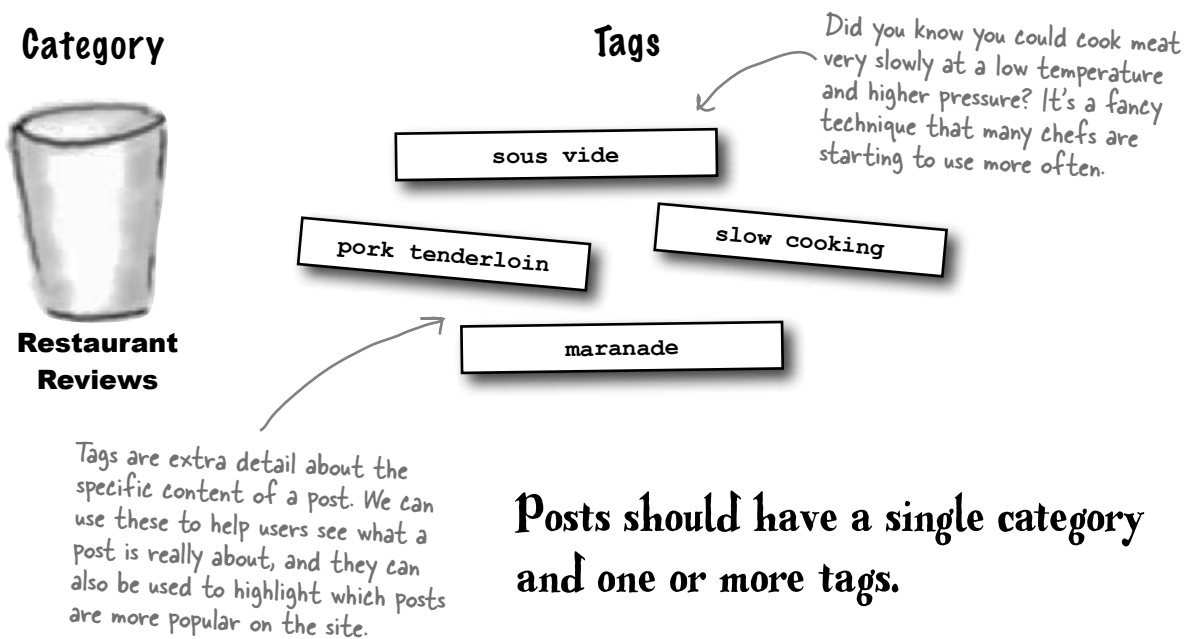 Category
Tags
Did you know you could cook meat
very slowly at a low temperature
and higher pressure? It's a fancy
technique that many chefs are
starting to use more often.
sous vide
pork tenderloin
slow cooking
maranade
Restaurant
Reviews
Tags are extra detail about the
specific content of a post. We can
use these to help users see what a
post is really about, and they can
also be used to highlight which posts
are more popular on the site.
Posts should have a single category
and one or more tags.